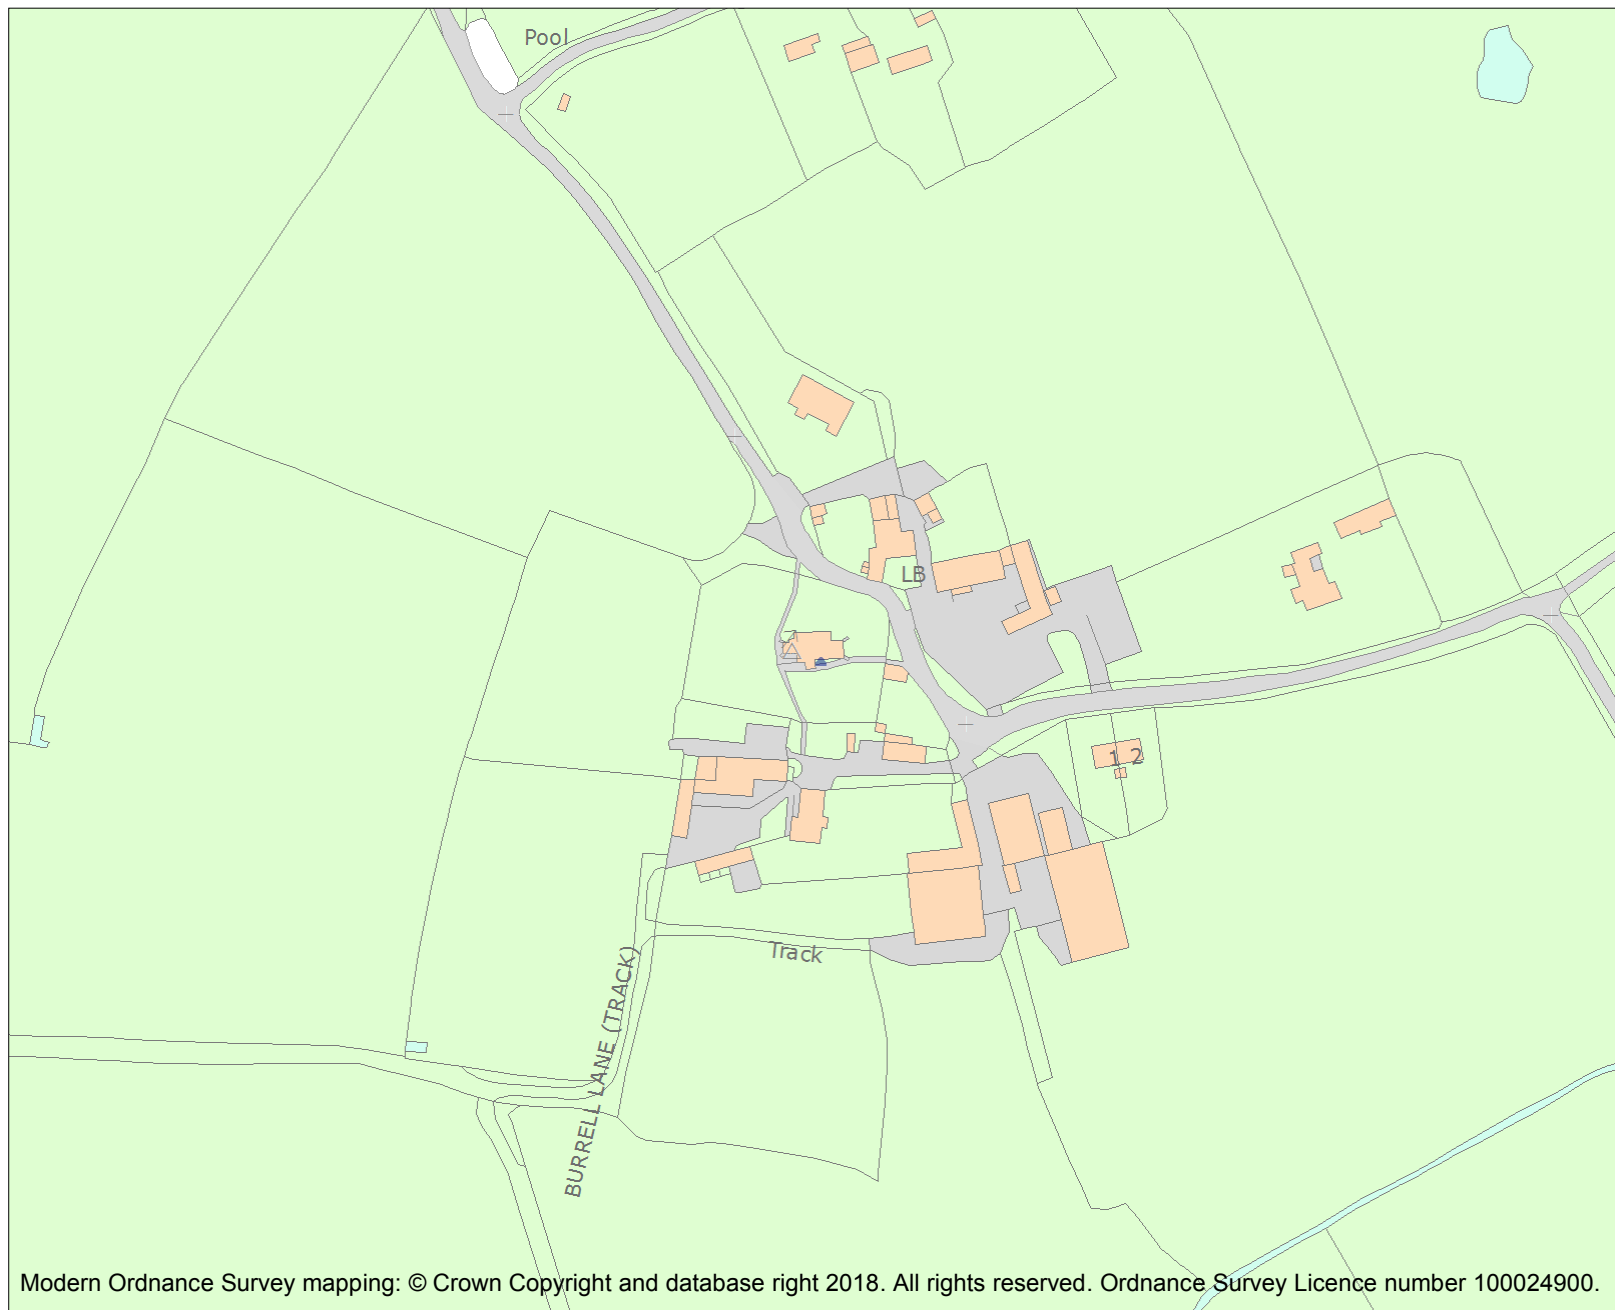 Pool
LB
1 2
Track
BURRELL LANE (TRACK)
Modern Ordnance Survey mapping: © Crown Copyright and database right 2018. All rights reserved. Ordnance Survey Licence number 100024900.